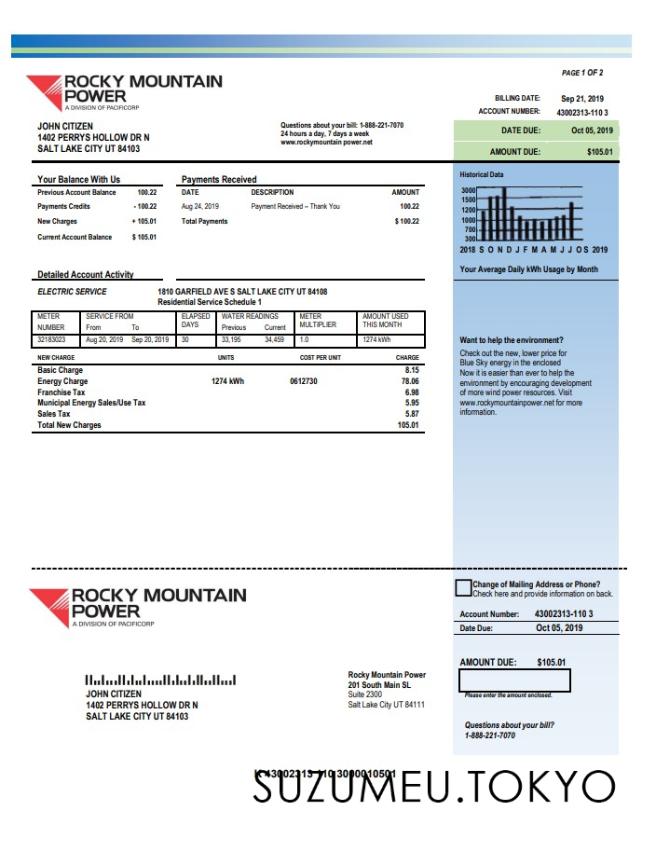 PAGE 1 OF 2
ROCKY MOUNTAIN
POWER
A DIVISION OF PACIFICORP
BILLING DATE: Sep 21, 2019
ACCOUNT NUMBER: 43002313-110 3
JOHN CITIZEN
1402 PERRYS HOLLOW DR N
SALT LAKE CITY UT 84103
Questions about your bill: 1-888-221-7070
24 hours a day, 7 days a week
www.rockymountain power.net
DATE DUE: Oct 05, 2019
AMOUNT DUE: $105.01
Your Balance With Us
Previous Account Balance 100.22
Payments Credits - 100.22
New Charges + 105.01
Current Account Balance $ 105.01
Payments Received
DATE DESCRIPTION AMOUNT
Aug 24, 2019 Payment Received – Thank You 100.22
Total Payments $ 100.22
Historical Data
3000
1500
1200
1000
700
300
2018 S O N D J F M A M J J O S 2019
Your Average Daily kWh Usage by Month
Detailed Account Activity
ELECTRIC SERVICE 1810 GARFIELD AVE S SALT LAKE CITY UT 84108
Residential Service Schedule 1
METER SERVICE FROM ELAPSED WATER READINGS METER AMOUNT USED
NUMBER From To DAYS Previous Current MULTIPLIER THIS MONTH
32183023 Aug 20, 2019 Sep 20, 2019 30 33,195 34,459 1.0 1274 kWh
NEW CHARGE UNITS COST PER UNIT CHARGE
Basic Charge 8.15
Energy Charge 1274 kWh 0612730 78.06
Franchise Tax 6.98
Municipal Energy Sales/Use Tax 5.95
Sales Tax 5.87
Total New Charges 105.01
Want to help the environment?
Check out the new, lower price for
Blue Sky energy in the enclosed
Now it is easier than ever to help the
environment by encouraging development
of more wind power resources. Visit
www.rockymountainpower.net for more
information.
ROCKY MOUNTAIN
POWER
A DIVISION OF PACIFICORP
Change of Mailing Address or Phone?
Check here and provide information on back.
Account Number: 43002313-110 3
Date Due: Oct 05, 2019
AMOUNT DUE: $105.01
Please enter the amount enclosed.
JOHN CITIZEN
1402 PERRYS HOLLOW DR N
SALT LAKE CITY UT 84103
Rocky Mountain Power
201 South Main SL
Suite 2300
Salt Lake City UT 84111
Questions about your bill?
1-888-221-7070
K 43002313 110 3000010501
SUZUMEU.TOKYO